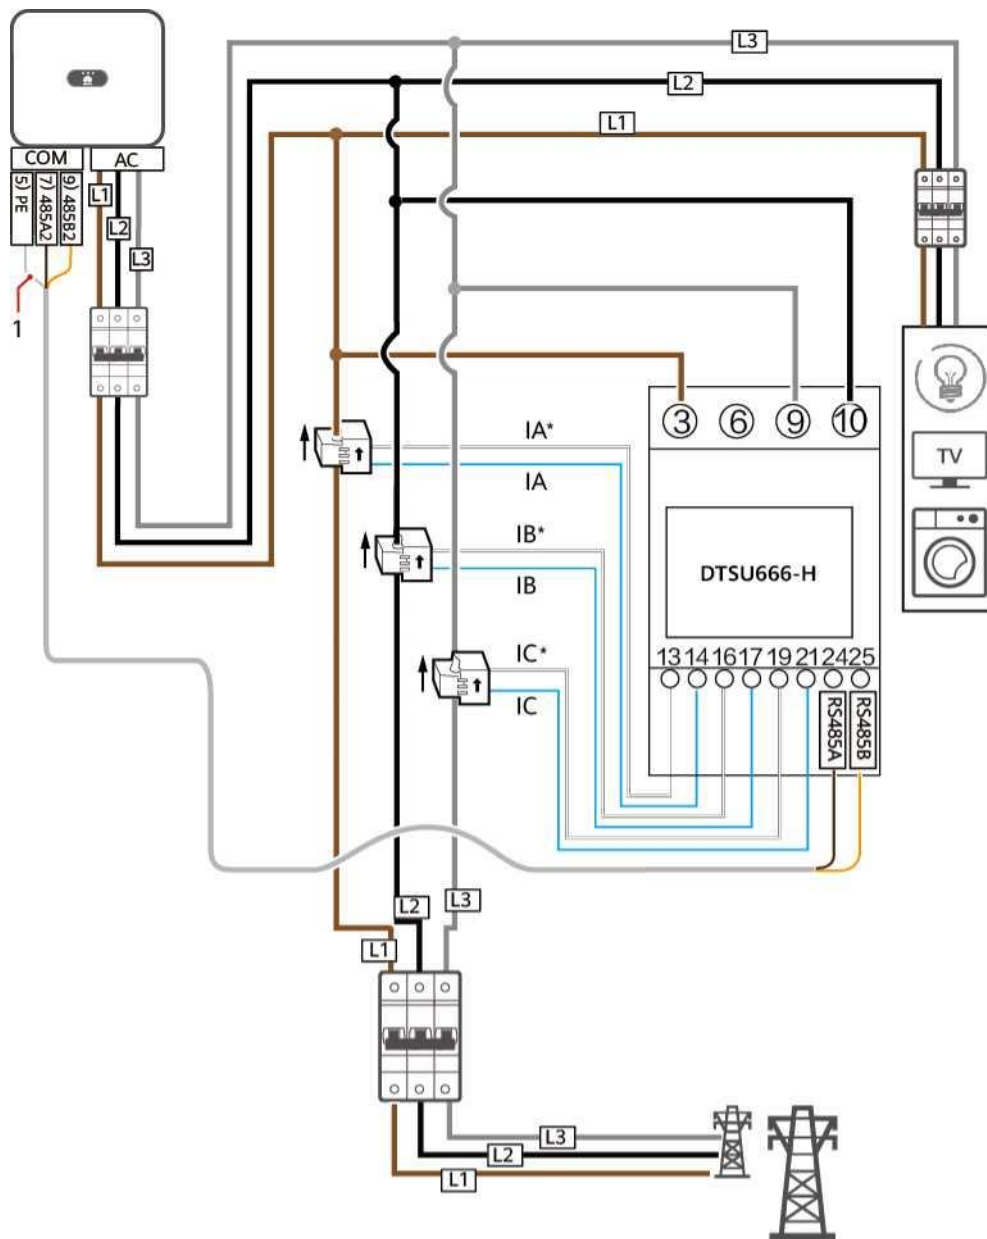 L3
L2
L1
COM
AC
5) PE
7) 485A2
9) 485B2
L1
L2
L3
1
3
6
9
10
IA*
IA
TV
IB*
IB
DTSU666-H
IC*
IC
13 14 16 17 19 21 24 25
RS485A
RS485B
L2
L3
L1
L3
L2
L1